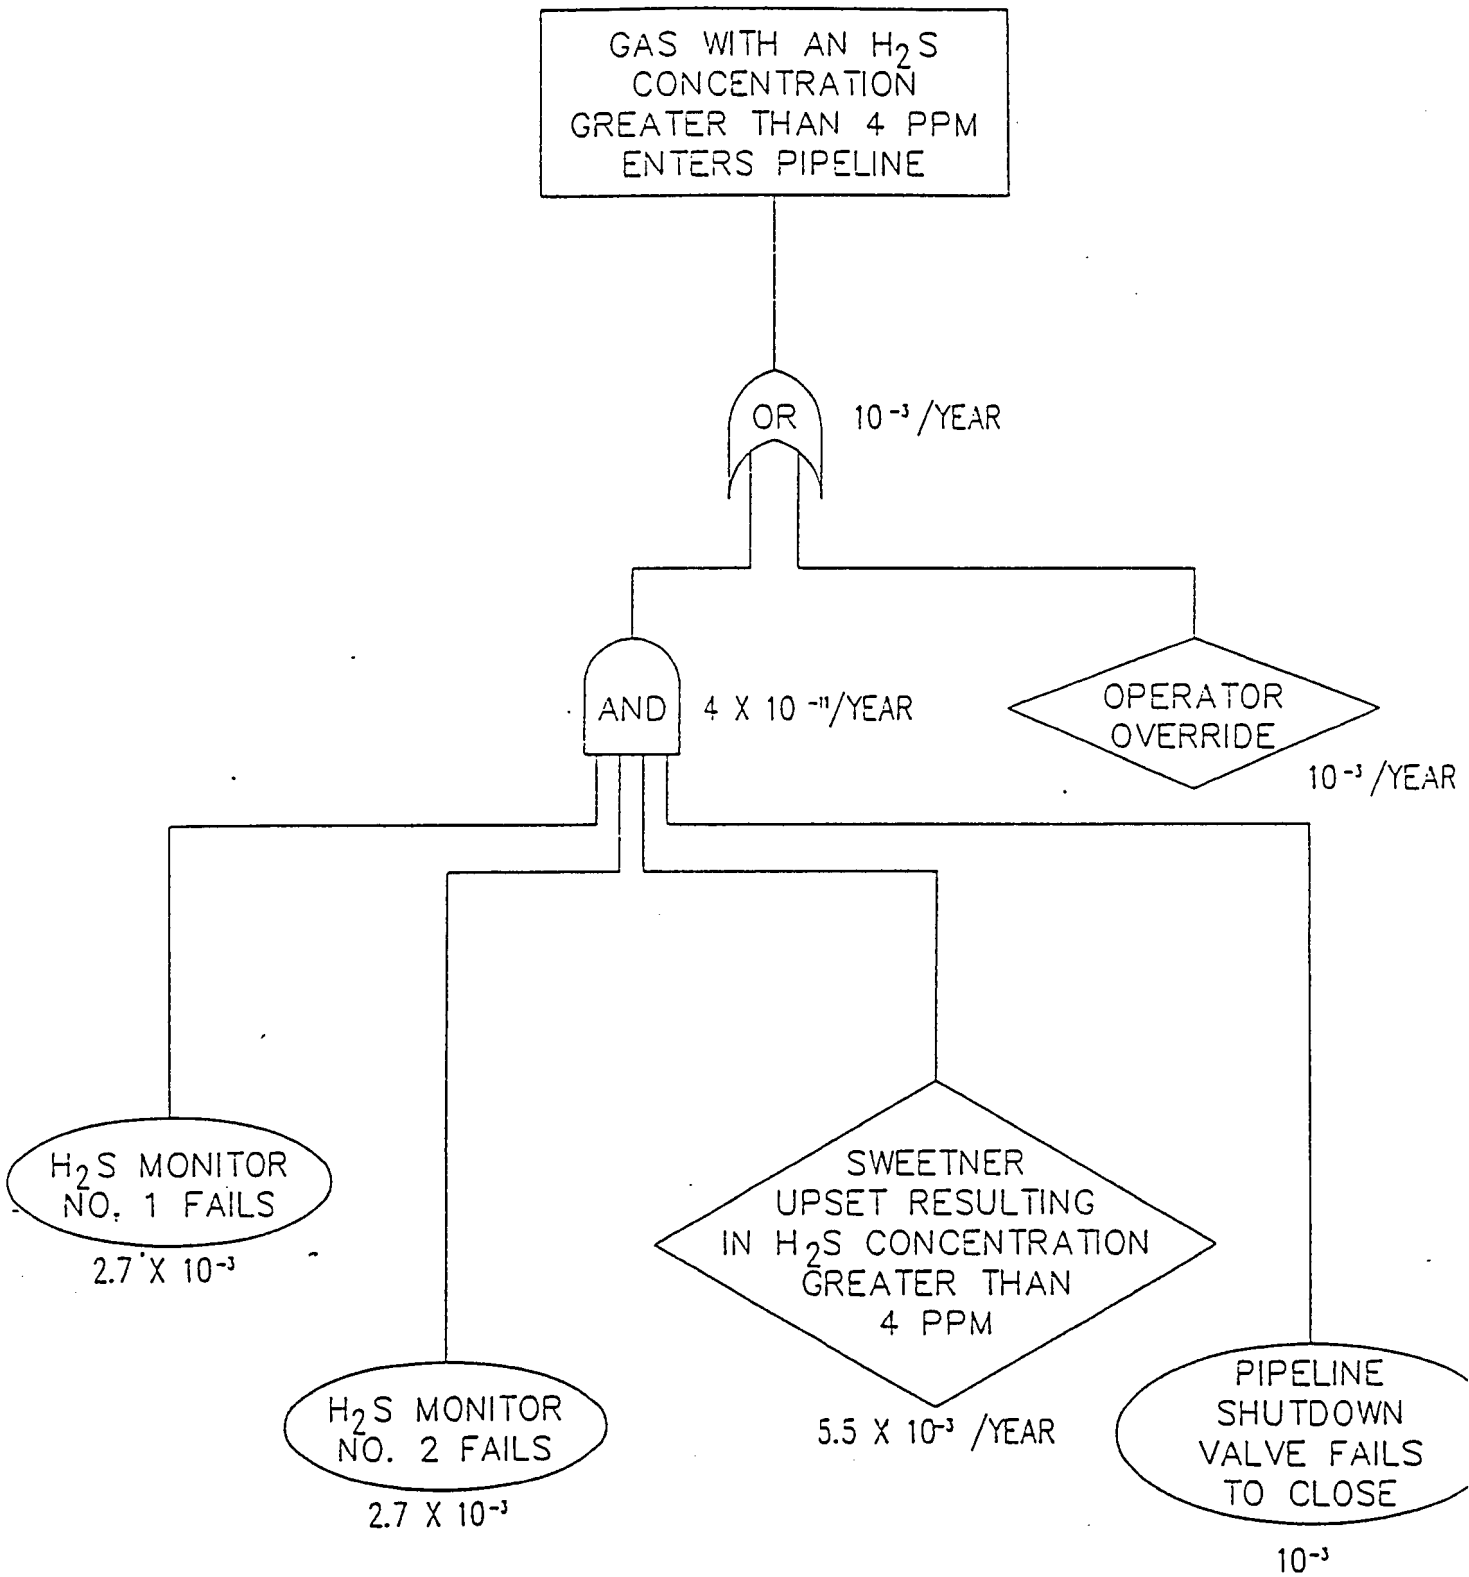 GAS WITH AN H₂S
CONCENTRATION
GREATER THAN 4 PPM
ENTERS PIPELINE
OR
10⁻³ /YEAR
AND
4 X 10⁻¹¹/YEAR
OPERATOR
OVERRIDE
10⁻³ /YEAR
H₂S MONITOR
NO. 1 FAILS
2.7 X 10⁻³
H₂S MONITOR
NO. 2 FAILS
2.7 X 10⁻³
SWEETNER
UPSET RESULTING
IN H₂S CONCENTRATION
GREATER THAN
4 PPM
5.5 X 10⁻³ /YEAR
PIPELINE
SHUTDOWN
VALVE FAILS
TO CLOSE
10⁻³